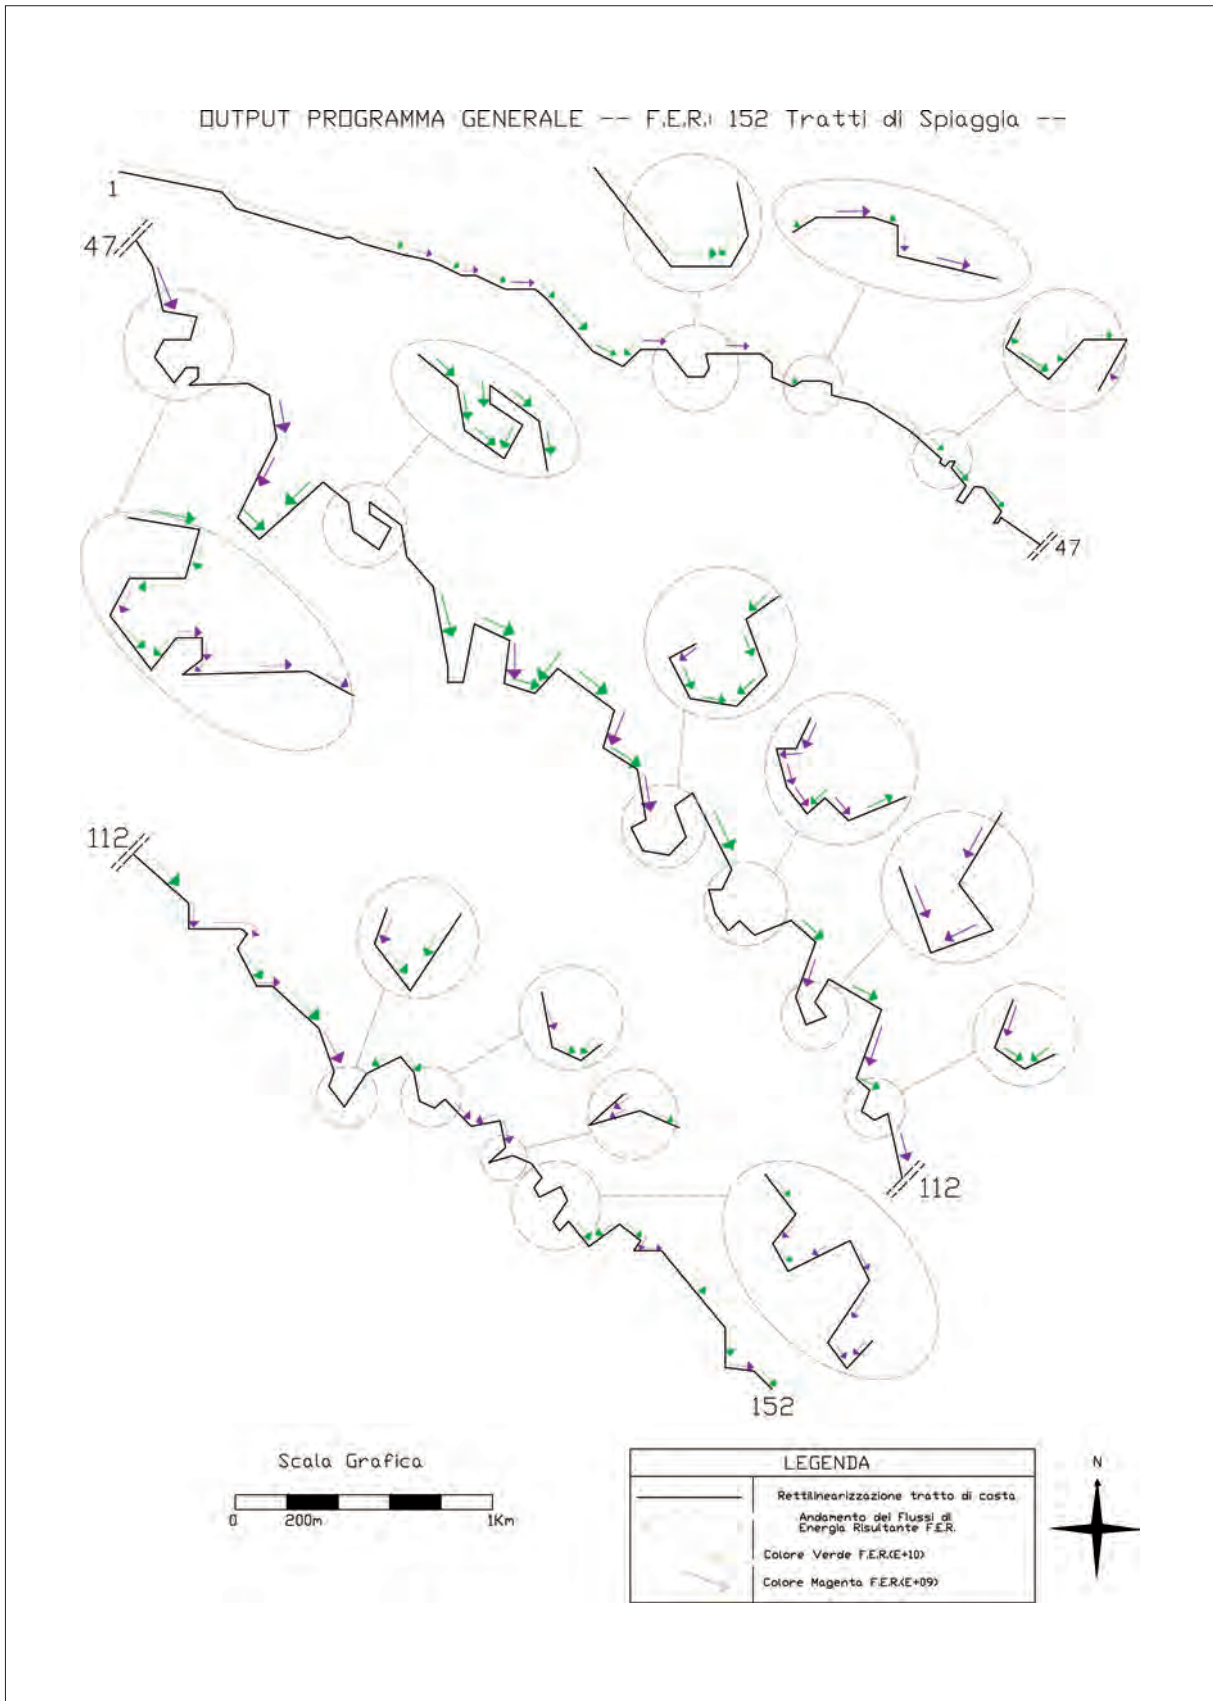 OUTPUT PROGRAMMA GENERALE -- F.E.R.: 152 Tratti di Spiaggia --
1
47
47
112
112
152
Scala Grafica
0 200m 1Km
LEGENDA
Rettilinearizzazione tratto di costa
Andamento dei Flussi di
Energia Risultante F.E.R.
Colore Verde F.E.R.(E+10)
Colore Magenta F.E.R.(E+09)
N